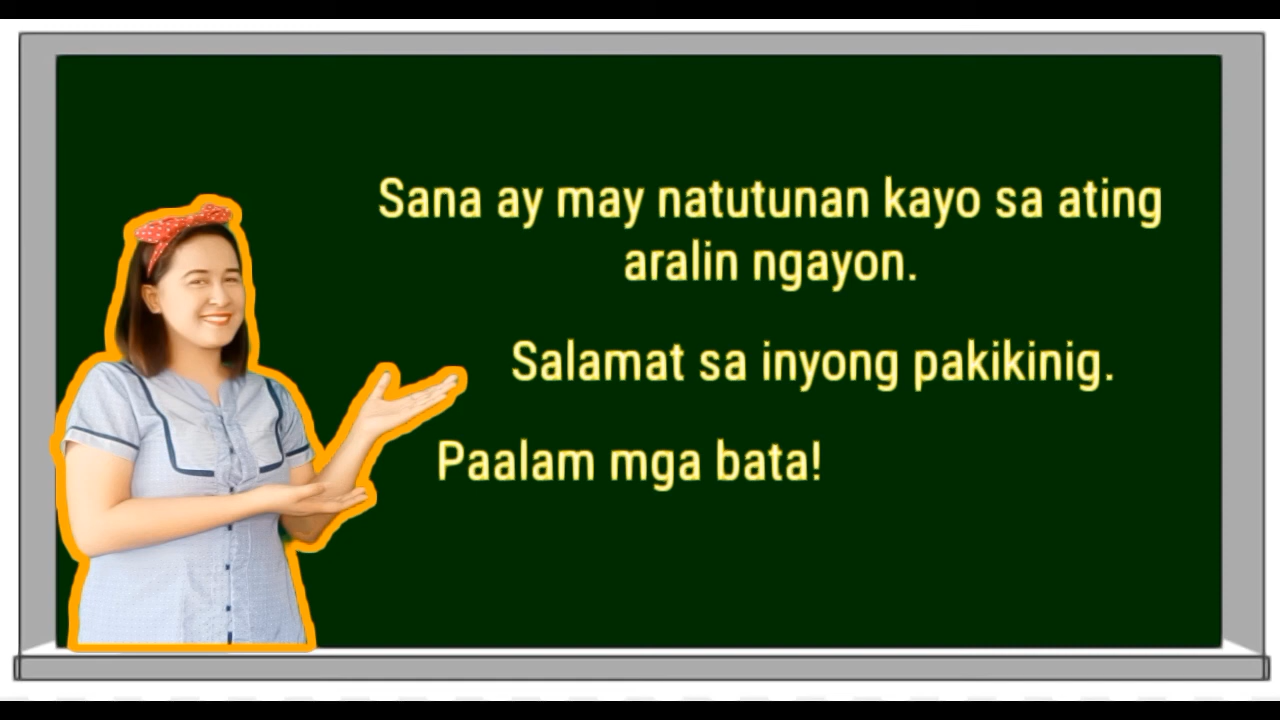 Sana ay may natutunan kayo sa ating
aralin ngayon.
Salamat sa inyong pakikinig.
Paalam mga bata!